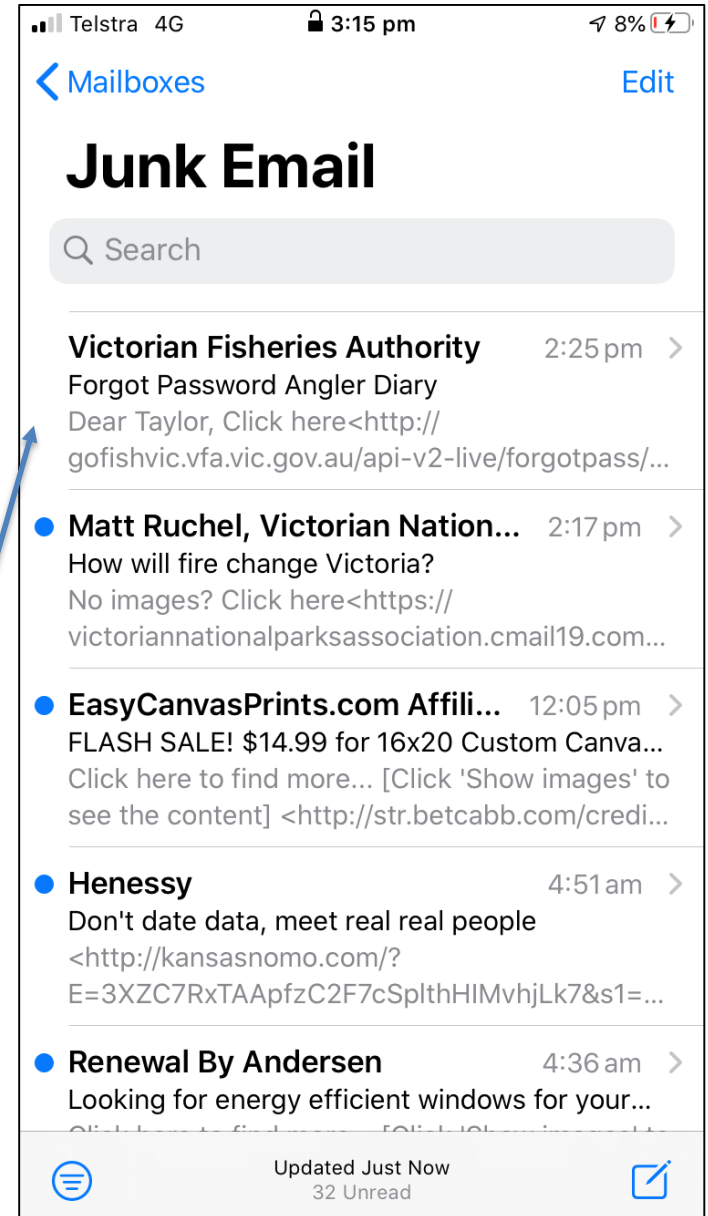 Telstra 4G 3:15 pm 8%
Mailboxes Edit
Junk Email
Search
Victorian Fisheries Authority 2:25 pm
Forgot Password Angler Diary
Dear Taylor, Click here<http://
gofishvic.vfa.vic.gov.au/api-v2-live/forgotpass/...
Matt Ruchel, Victorian Nation... 2:17 pm
How will fire change Victoria?
No images? Click here<https://
victoriannationalparksassociation.cmail19.com...
EasyCanvasPrints.com Affili... 12:05 pm
FLASH SALE! $14.99 for 16x20 Custom Canva...
Click here to find more... [Click 'Show images' to
see the content] <http://str.betcabb.com/credi...
Henessy 4:51 am
Don't date data, meet real real people
<http://kansasnomo.com/?
E=3XZC7RxTAApfzC2F7cSplthHIMvhjLk7&s1=...
Renewal By Andersen 4:36 am
Looking for energy efficient windows for your...
Updated Just Now
32 Unread